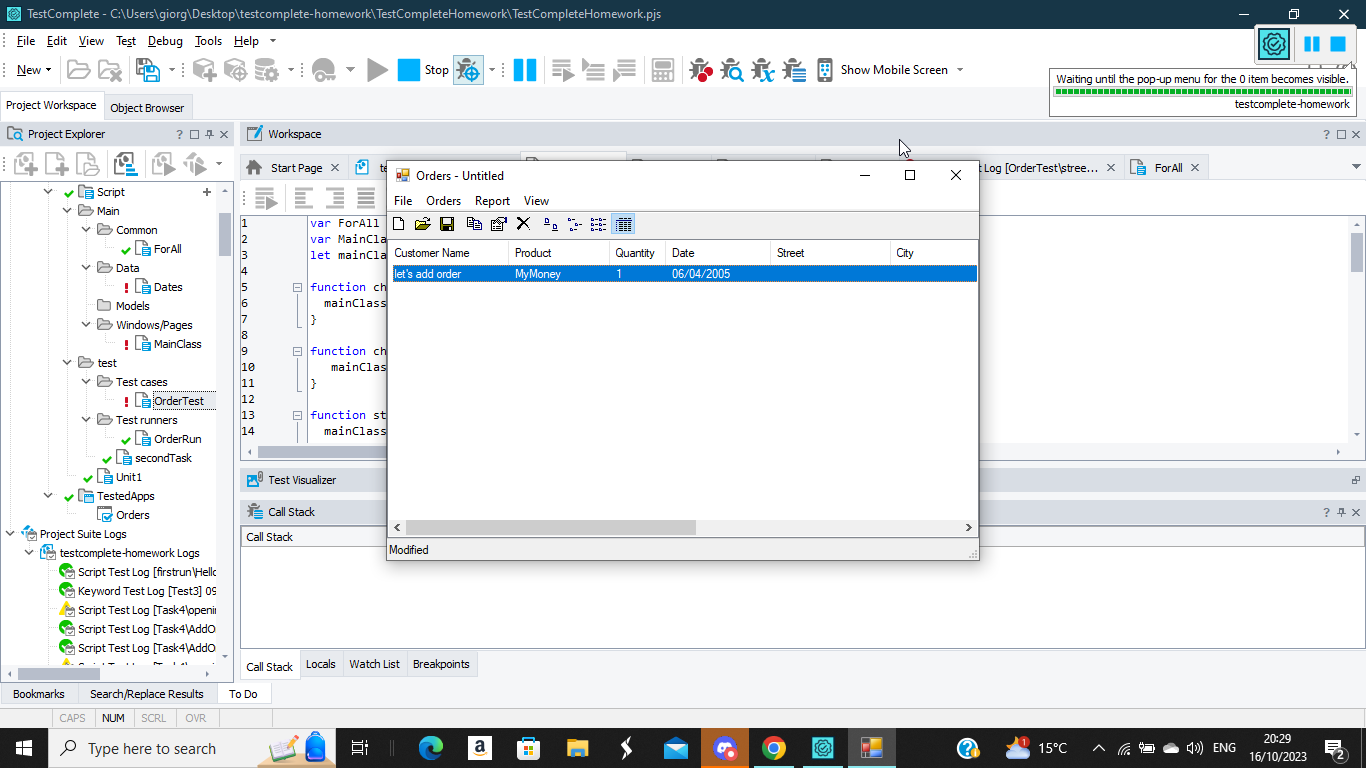 TestComplete - C:\Users\giorg\Desktop\testcomplete-homework\TestCompleteHomework\TestCompleteHomework.pjs
File Edit View Test Debug Tools Help
New Stop Show Mobile Screen
Waiting until the pop-up menu for the 0 item becomes visible.
testcomplete-homework
Project Workspace Object Browser
Project Explorer
Workspace
Start Page
t Log [OrderTest\stree...
ForAll
Script
Main
Common
ForAll
Data
Dates
Models
Windows/Pages
MainClass
test
Test cases
OrderTest
Test runners
OrderRun
secondTask
Unit1
TestedApps
Orders
Project Suite Logs
testcomplete-homework Logs
Script Test Log [firstrun\Hello
Keyword Test Log [Test3] 09
Script Test Log [Task4\openi
Script Test Log [Task4\AddO
Script Test Log [Task4\AddO
1 var ForAll
2 var MainCla
3 let mainCla
4
5 function ch
6 mainClass
7 }
8
9 function ch
10 mainClas
11 }
12
13 function st
14 mainClass
Orders - Untitled
File Orders Report View
Customer Name Product Quantity Date Street City
let's add order MyMoney 1 06/04/2005
Modified
Test Visualizer
Call Stack
Call Stack
Call Stack Locals Watch List Breakpoints
Bookmarks Search/Replace Results To Do
CAPS NUM SCRL OVR
Type here to search
15°C
ENG
20:29
16/10/2023
2